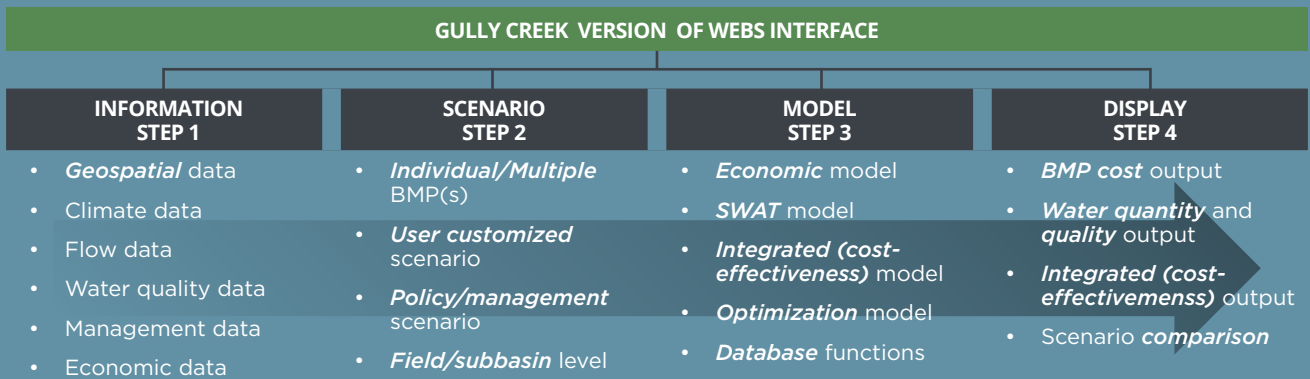 GULLY CREEK VERSION OF WEBS INTERFACE
INFORMATION
STEP 1
• Geospatial data
• Climate data
• Flow data
• Water quality data
• Management data
• Economic data
SCENARIO
STEP 2
• Individual/Multiple
BMP(s)
• User customized
scenario
• Policy/management
scenario
• Field/subbasin level
MODEL
STEP 3
• Economic model
• SWAT model
• Integrated (cost-
effectiveness) model
• Optimization model
• Database functions
DISPLAY
STEP 4
• BMP cost output
• Water quantity and
quality output
• Integrated (cost-
effectivemenss) output
• Scenario comparison